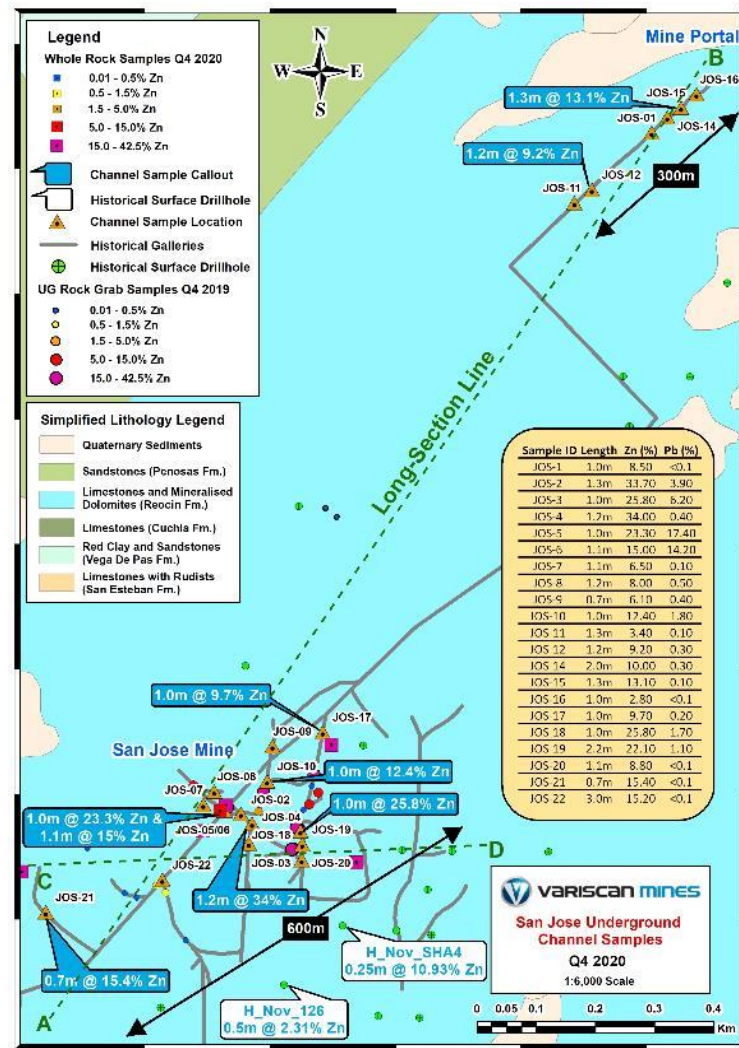 Legend
Whole Rock Samples Q4 2020
0.01 - 0.5% Zn
0.5 - 1.5% Zn
1.5 - 5.0% Zn
5.0 - 15.0% Zn
15.0 - 42.5% Zn
Channel Sample Callout
Historical Surface Drillhole
Channel Sample Location
Historical Galleries
Historical Surface Drillhole
UG Rock Grab Samples Q4 2019
0.01 - 0.5% Zn
0.5 - 1.5% Zn
1.5 - 5.0% Zn
5.0 - 15.0% Zn
15.0 - 42.5% Zn
Simplified Lithology Legend
Quaternary Sediments
Sandstones (Penosas Fm.)
Limestones and Mineralised
Dolomites (Reocin Fm.)
Limestones (Cuchia Fm.)
Red Clay and Sandstones
(Vega De Pas Fm.)
Limestones with Rudists
(San Esteban Fm.)
N
W E
S
Mine Portal
B
JOS-16
JOS-15
1.3m @ 13.1% Zn
JOS-01
JOS-14
1.2m @ 9.2% Zn
JOS-12
JOS-11
300m
Long-Section Line
Sample ID Length Zn (%) Pb (%)
JOS-1 1.0m 8.50 <0.1
JOS-2 1.3m 33.70 3.90
JOS-3 1.0m 25.80 6.20
JOS-4 1.2m 34.00 0.40
JOS-5 1.0m 23.30 17.40
JOS-6 1.1m 15.00 14.20
JOS-7 1.1m 6.50 0.10
JOS-8 1.2m 8.00 0.50
JOS-9 0.7m 6.10 0.40
JOS-10 1.0m 12.40 1.80
JOS-11 1.3m 3.40 0.10
JOS-12 1.2m 9.20 0.30
JOS-14 2.0m 10.00 0.30
JOS-15 1.3m 13.10 0.10
JOS-16 1.0m 2.80 <0.1
JOS-17 1.0m 9.70 0.20
JOS-18 1.0m 25.80 1.70
JOS-19 2.2m 22.10 1.10
JOS-20 1.1m 8.80 <0.1
JOS-21 0.7m 15.40 <0.1
JOS-22 3.0m 15.20 <0.1
1.0m @ 9.7% Zn
JOS-17
JOS-09
San Jose Mine
JOS-10
1.0m @ 12.4% Zn
JOS-08
JOS-07
JOS-02
1.0m @ 25.8% Zn
1.0m @ 23.3% Zn &
1.1m @ 15% Zn
JOS-04
JOS-05/06
JOS-18
JOS-19
JOS-03
JOS-20
JOS-22
C
D
JOS-21
1.2m @ 34% Zn
600m
0.7m @ 15.4% Zn
H_Nov_SHA4
0.25m @ 10.93% Zn
H_Nov_126
0.5m @ 2.31% Zn
A
VARISCAN MINES
San Jose Underground
Channel Samples
Q4 2020
1:6,000 Scale
0 0.05 0.1 0.2 0.3 0.4
Km